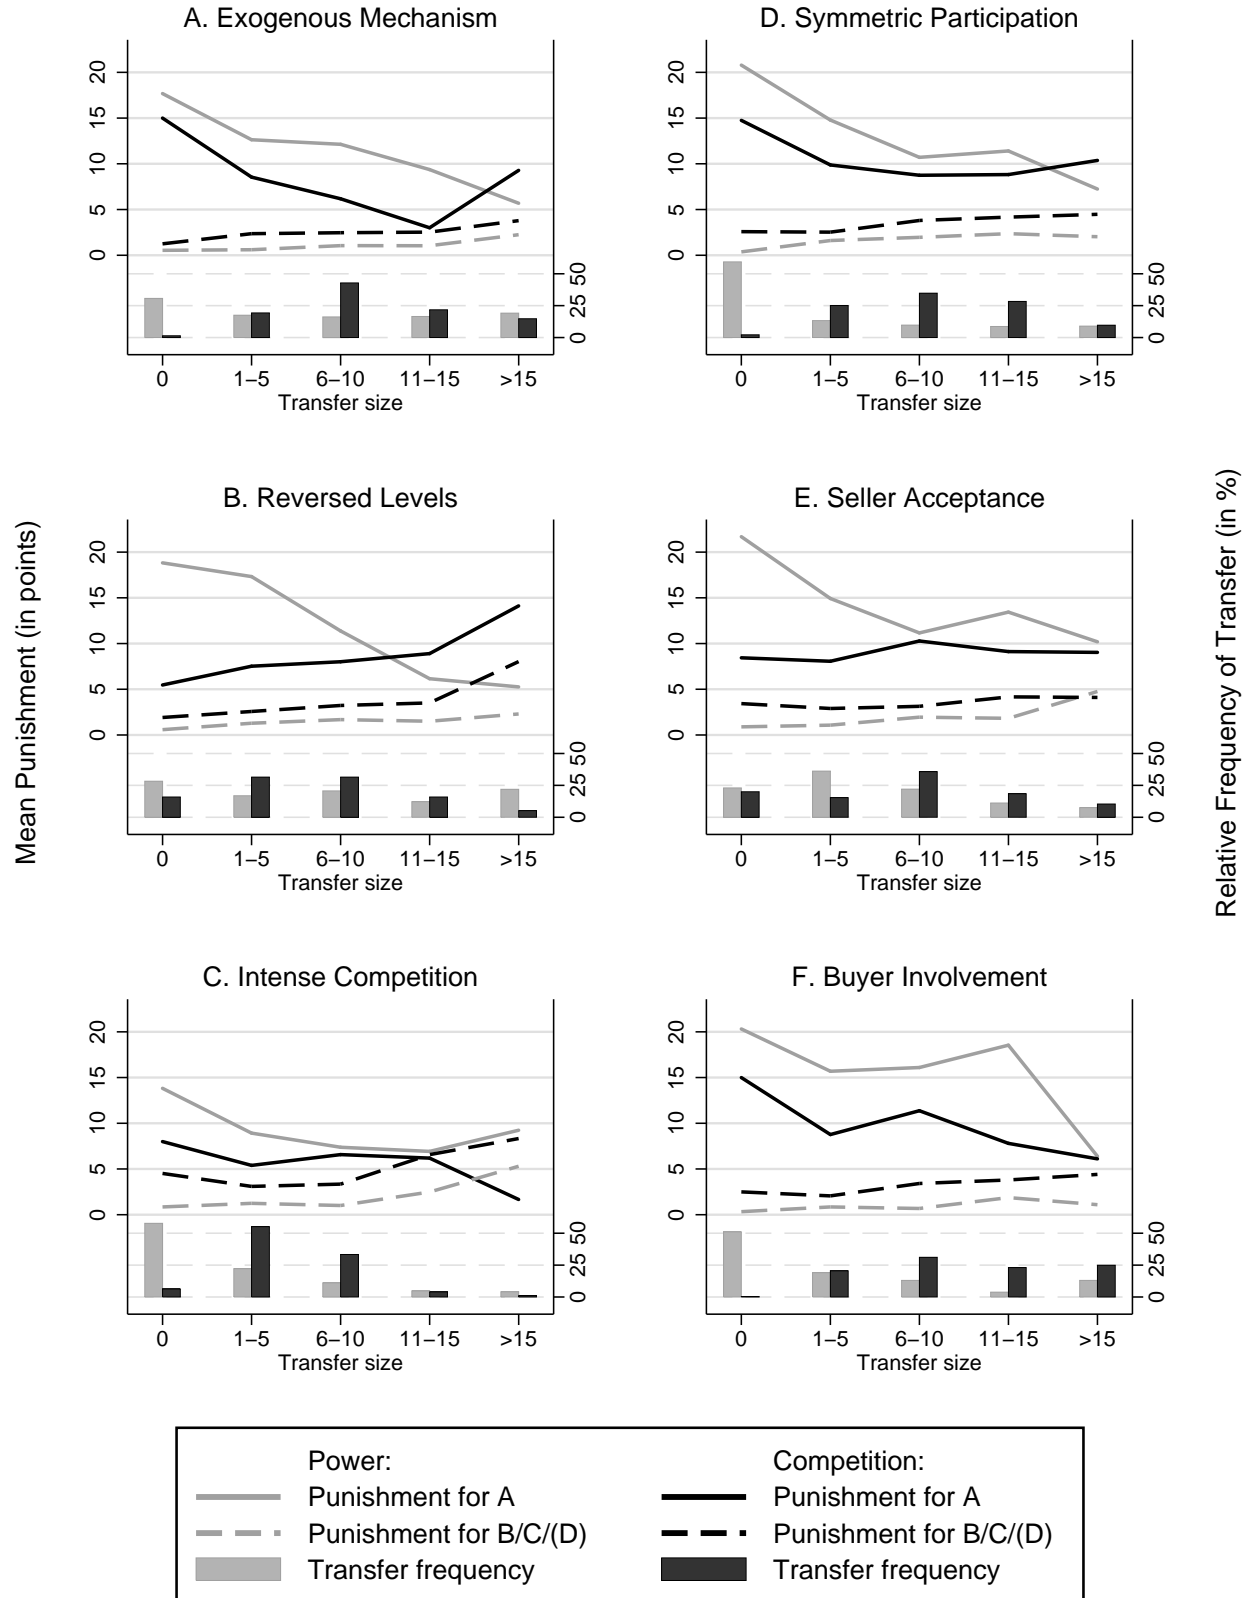 A. Exogenous Mechanism
20
15
10
5
0
50
25
0
0 1–5 6–10 11–15 >15
Transfer size
D. Symmetric Participation
20
15
10
5
0
50
25
0
0 1–5 6–10 11–15 >15
Transfer size
Mean Punishment (in points)
B. Reversed Levels
20
15
10
5
0
50
25
0
0 1–5 6–10 11–15 >15
Transfer size
E. Seller Acceptance
20
15
10
5
0
50
25
0
0 1–5 6–10 11–15 >15
Transfer size
Relative Frequency of Transfer (in %)
C. Intense Competition
20
15
10
5
0
50
25
0
0 1–5 6–10 11–15 >15
Transfer size
F. Buyer Involvement
20
15
10
5
0
50
25
0
0 1–5 6–10 11–15 >15
Transfer size
Power:
Punishment for A
Punishment for B/C/(D)
Transfer frequency
Competition:
Punishment for A
Punishment for B/C/(D)
Transfer frequency